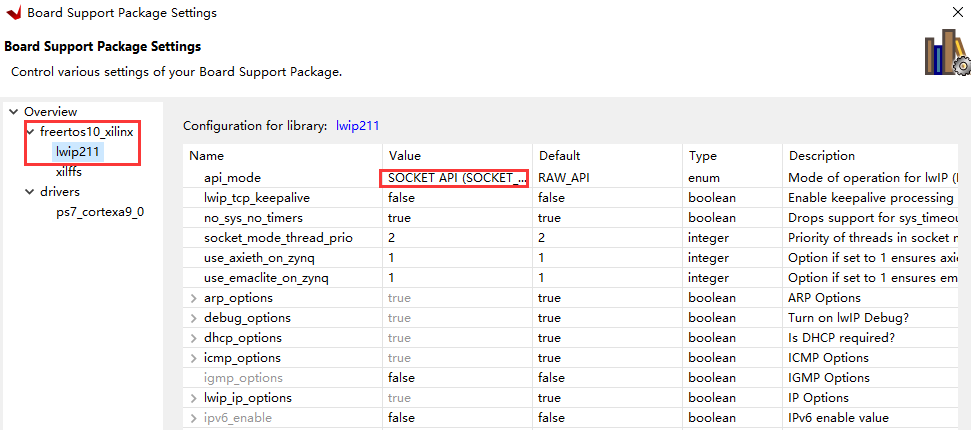 Board Support Package Settings
Board Support Package Settings
Control various settings of your Board Support Package.
Overview
freertos10_xilinx
lwip211
xilffs
drivers
ps7_cortexa9_0
Configuration for library: lwip211
Name Value Default Type Description
api_mode SOCKET API (SOCKET_... RAW_API enum Mode of operation for lwIP (
lwip_tcp_keepalive false false boolean Enable keepalive processing
no_sys_no_timers true true boolean Drops support for sys_timeou
socket_mode_thread_prio 2 2 integer Priority of threads in socket m
use_axieth_on_zynq 1 1 integer Option if set to 1 ensures axie
use_emaclite_on_zynq 1 1 integer Option if set to 1 ensures em
arp_options true true boolean ARP Options
debug_options true true boolean Turn on lwIP Debug?
dhcp_options true true boolean Is DHCP required?
icmp_options true true boolean ICMP Options
igmp_options false false boolean IGMP Options
lwip_ip_options true true boolean IP Options
ipv6_enable false false boolean IPv6 enable value